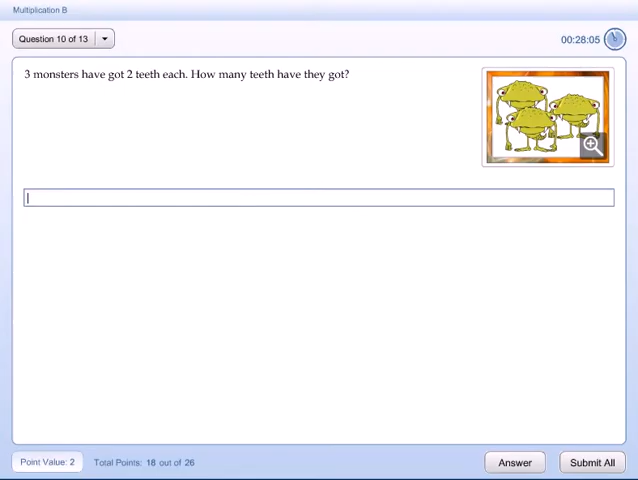 Multiplication B
Question 10 of 13
00:28:05
3 monsters have got 2 teeth each. How many teeth have they got?
Point Value: 2
Total Points: 18 out of 26
Answer
Submit All